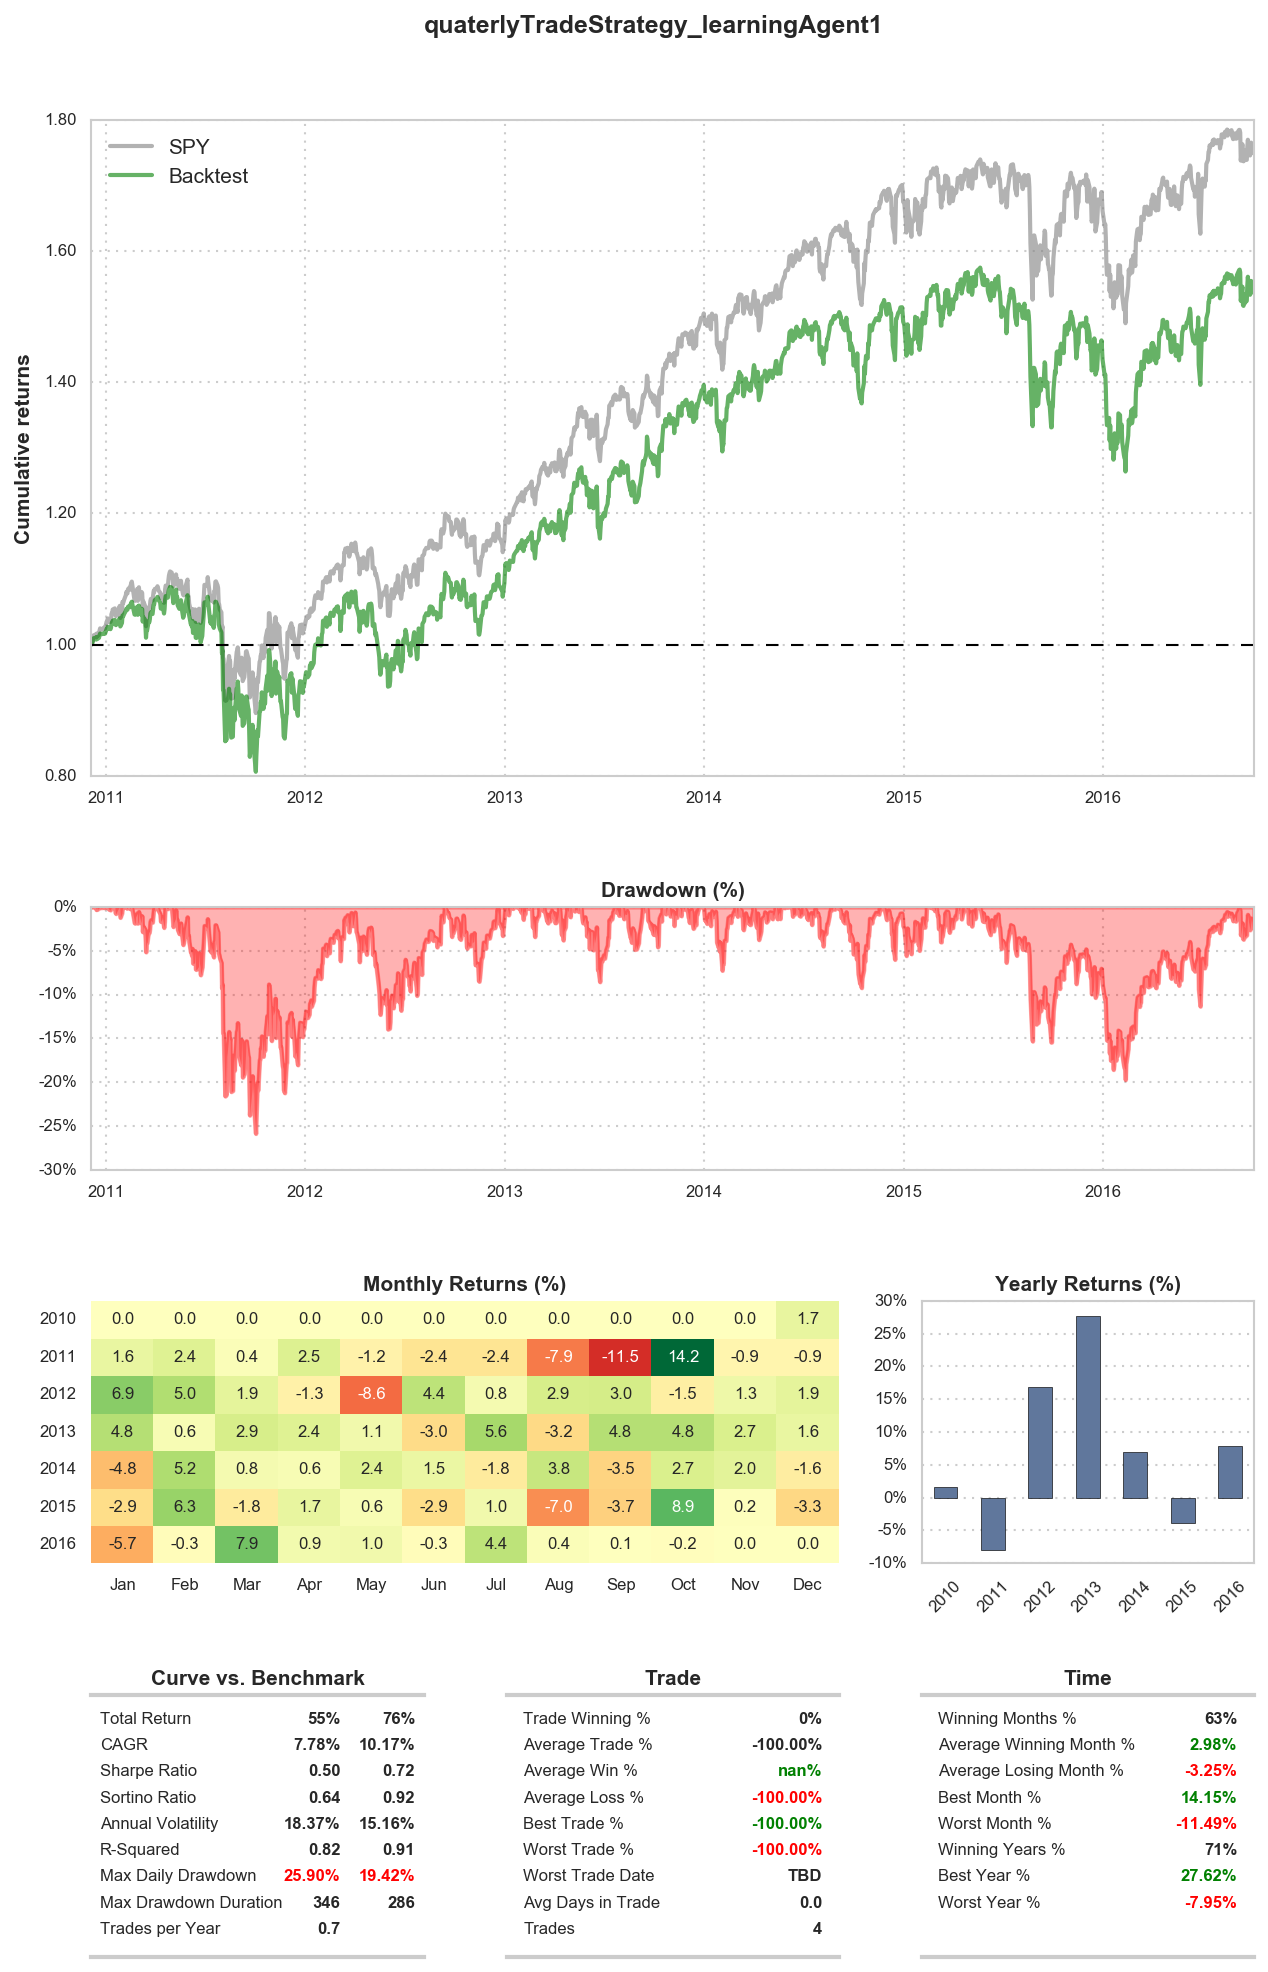 quaterlyTradeStrategy_learningAgent1
SPY
Backtest
Cumulative returns
1.80
1.60
1.40
1.20
1.00
0.80
2011 2012 2013 2014 2015 2016
Drawdown (%)
0%
-5%
-10%
-15%
-20%
-25%
-30%
2011 2012 2013 2014 2015 2016
Monthly Returns (%)
2010 0.0 0.0 0.0 0.0 0.0 0.0 0.0 0.0 0.0 0.0 0.0 1.7
2011 1.6 2.4 0.4 2.5 -1.2 -2.4 -2.4 -7.9 -11.5 14.2 -0.9 -0.9
2012 6.9 5.0 1.9 -1.3 -8.6 4.4 0.8 2.9 3.0 -1.5 1.3 1.9
2013 4.8 0.6 2.9 2.4 1.1 -3.0 5.6 -3.2 4.8 4.8 2.7 1.6
2014 -4.8 5.2 0.8 0.6 2.4 1.5 -1.8 3.8 -3.5 2.7 2.0 -1.6
2015 -2.9 6.3 -1.8 1.7 0.6 -2.9 1.0 -7.0 -3.7 8.9 0.2 -3.3
2016 -5.7 -0.3 7.9 0.9 1.0 -0.3 4.4 0.4 0.1 -0.2 0.0 0.0
Jan Feb Mar Apr May Jun Jul Aug Sep Oct Nov Dec
Yearly Returns (%)
30%
25%
20%
15%
10%
5%
0%
-5%
-10%
2010 2011 2012 2013 2014 2015 2016
Curve vs. Benchmark
Total Return 55% 76%
CAGR 7.78% 10.17%
Sharpe Ratio 0.50 0.72
Sortino Ratio 0.64 0.92
Annual Volatility 18.37% 15.16%
R-Squared 0.82 0.91
Max Daily Drawdown 25.90% 19.42%
Max Drawdown Duration 346 286
Trades per Year 0.7
Trade
Trade Winning % 0%
Average Trade % -100.00%
Average Win % nan%
Average Loss % -100.00%
Best Trade % -100.00%
Worst Trade % -100.00%
Worst Trade Date TBD
Avg Days in Trade 0.0
Trades 4
Time
Winning Months % 63%
Average Winning Month % 2.98%
Average Losing Month % -3.25%
Best Month % 14.15%
Worst Month % -11.49%
Winning Years % 71%
Best Year % 27.62%
Worst Year % -7.95%